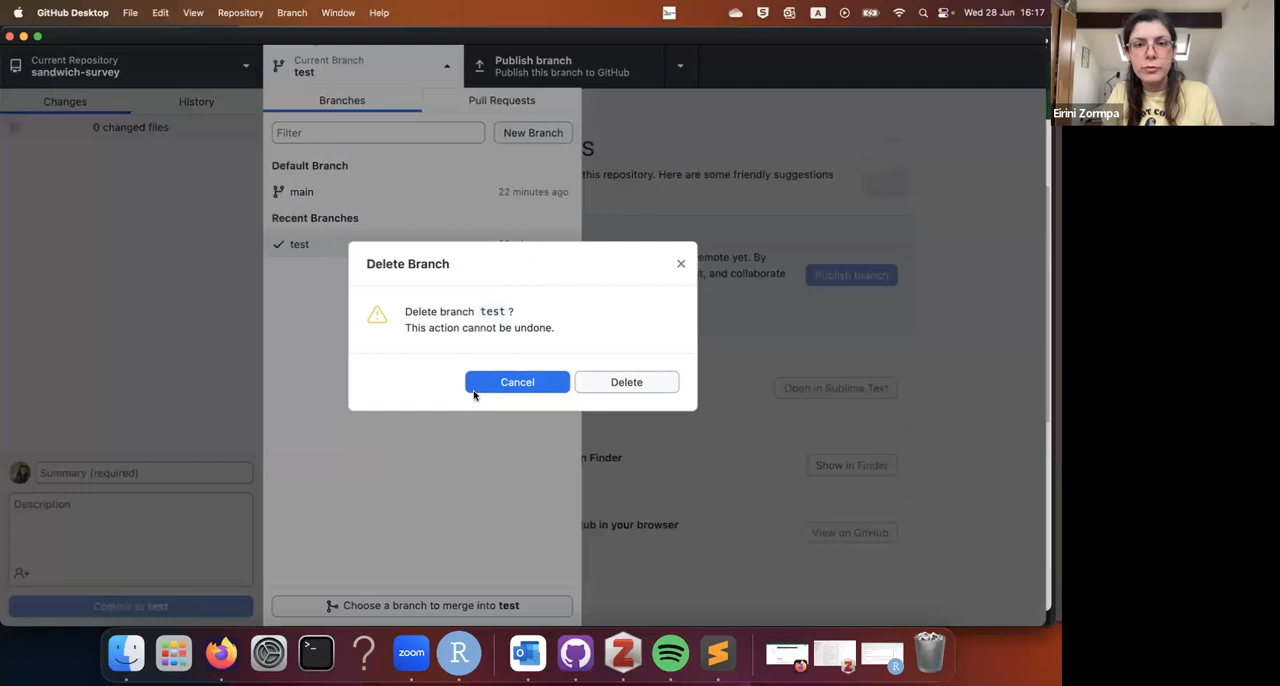 GitHub Desktop File Edit View Repository Branch Window Help
A
Wed 28 Jun 16:17
Current Repository
sandwich-survey
Current Branch
test
Publish branch
Publish this branch to GitHub
Changes
History
Branches
Pull Requests
0 changed files
Filter
New Branch
s
Default Branch
main
22 minutes ago
this repository. Here are some friendly suggestions
Recent Branches
test
Delete Branch
Delete branch test ?
This action cannot be undone.
Cancel
Delete
emote yet. By
t, and collaborate
Publish branch
Open in Sublime Text
n Finder
Show in Finder
ub in your browser
View on GitHub
Summary (required)
Description
Commit to test
Choose a branch to merge into test
zoom
R
Eirini Zormpa